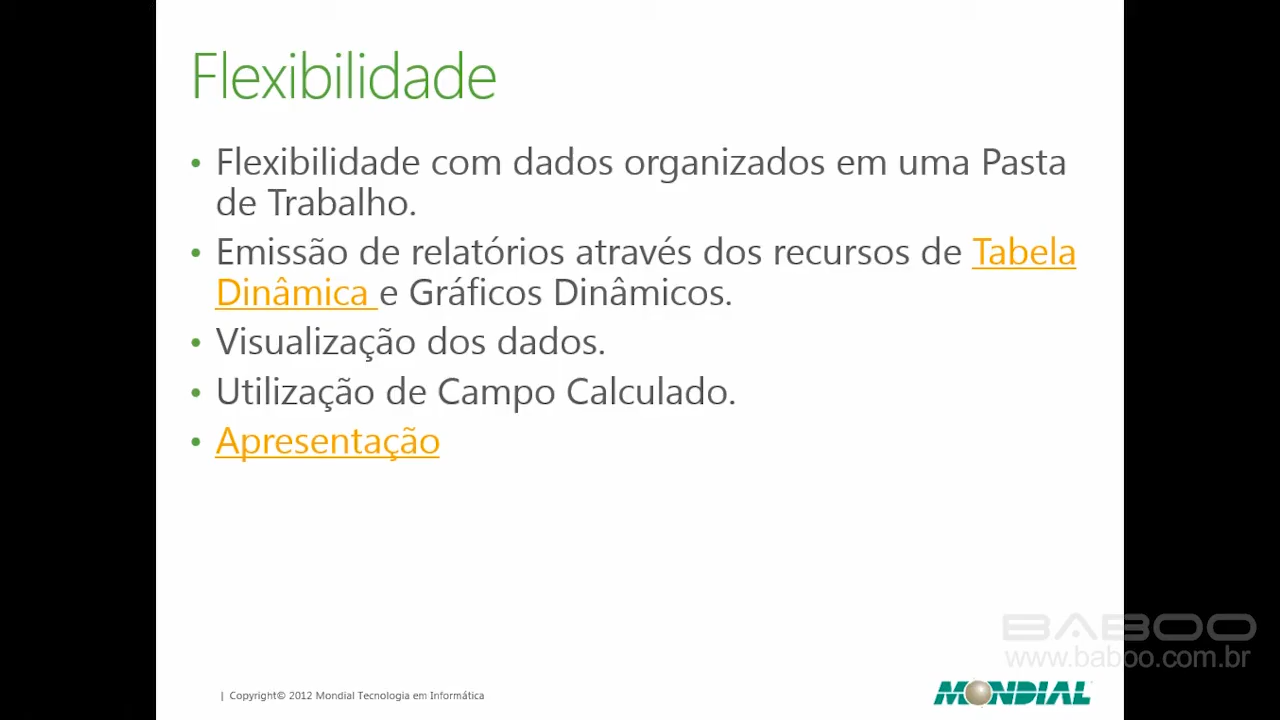 Flexibilidade
• Flexibilidade com dados organizados em uma Pasta
de Trabalho.
• Emissão de relatórios através dos recursos de Tabela
Dinâmica e Gráficos Dinâmicos.
• Visualização dos dados.
• Utilização de Campo Calculado.
• Apresentação
BABOO
www.baboo.com.br
| Copyright© 2012 Mondial Tecnologia em Informática
MONDIAL